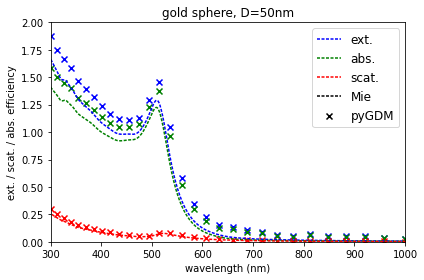 gold sphere, D=50nm
ext. / scat. / abs. efficiency
2.00
1.75
1.50
1.25
1.00
0.75
0.50
0.25
0.00
ext.
abs.
scat.
Mie
pyGDM
300 400 500 600 700 800 900 1000
wavelength (nm)